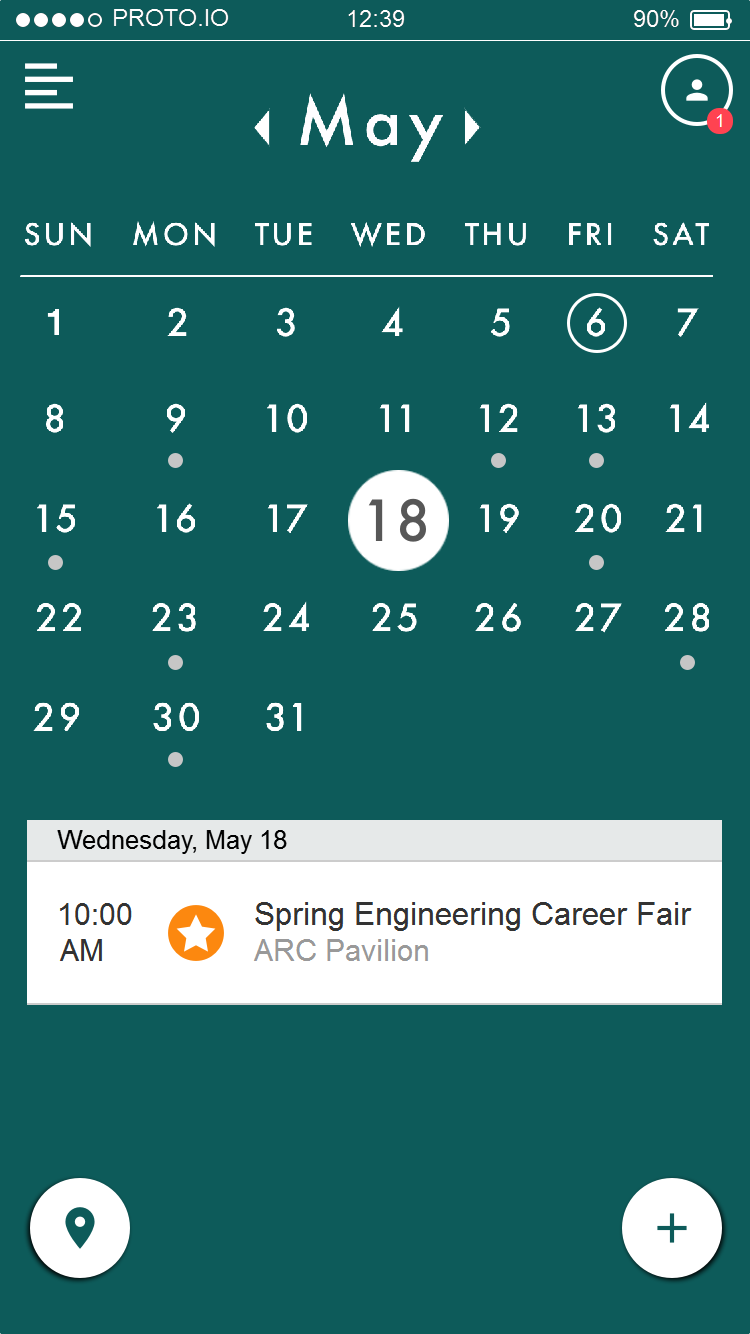 PROTO.IO 12:39 90%
May
1
SUN MON TUE WED THU FRI SAT
1 2 3 4 5 6 7
8 9 10 11 12 13 14
15 16 17 18 19 20 21
22 23 24 25 26 27 28
29 30 31
Wednesday, May 18
10:00 AM
Spring Engineering Career Fair
ARC Pavilion